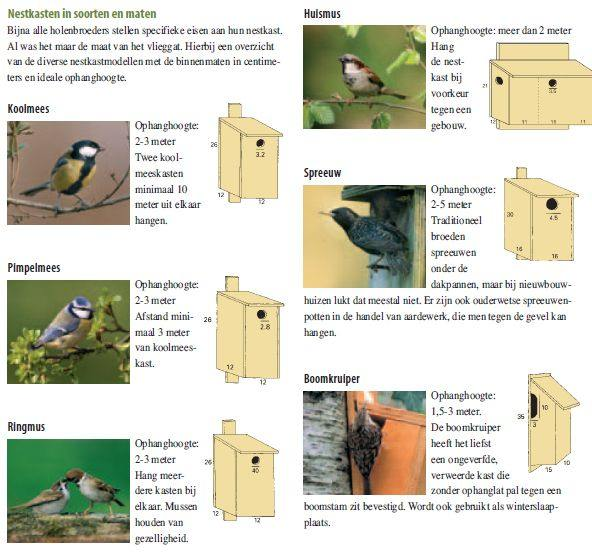 Nestkasten in soorten en maten
Bijna alle holenbroeders stellen specifieke eisen aan hun nestkast.
Al was het maar de maat van het vlieggat. Hierbij een overzicht
van de diverse nestkastmodellen met de binnenmaten in centime-
ters en ideale ophanghoogte.
Koolmees
Ophanghoogte:
2-3 meter
Twee kool-
meeskasten
minimaal 10
meter uit elkaar
hangen.
26
3.2
12
12
Pimpelmees
Ophanghoogte:
2-3 meter
Afstand mini-
maal 3 meter
van koolmees-
kast.
26
2.8
12
12
Ringmus
Ophanghoogte:
2-3 meter
Hang meer-
dere kasten bij
elkaar. Mussen
houden van
gezelligheid.
26
40
12
12
Huismus
Ophanghoogte: meer dan 2 meter
Hang
de nest-
kast bij
voorkeur
tegen een
gebouw.
21
3.5
12
11
10
11
Spreeuw
Ophanghoogte:
2-5 meter
Traditioneel
broeden
spreeuwen
onder de
dakpannen, maar bij nieuwbouw-
huizen lukt dat meestal niet. Er zijn ook ouderwetse spreeuwen-
potten in de handel van aardewerk, die men tegen de gevel kan
hangen.
30
4.5
16
16
Boomkruiper
Ophanghoogte:
1,5-3 meter.
De boomkruiper
heeft het liefst
een ongeverfde,
verweerde kast die
zonder ophanglat pal tegen een
boomstam zit bevestigd. Wordt ook gebruikt als winterslaap-
plaats.
35
10
3
15
10